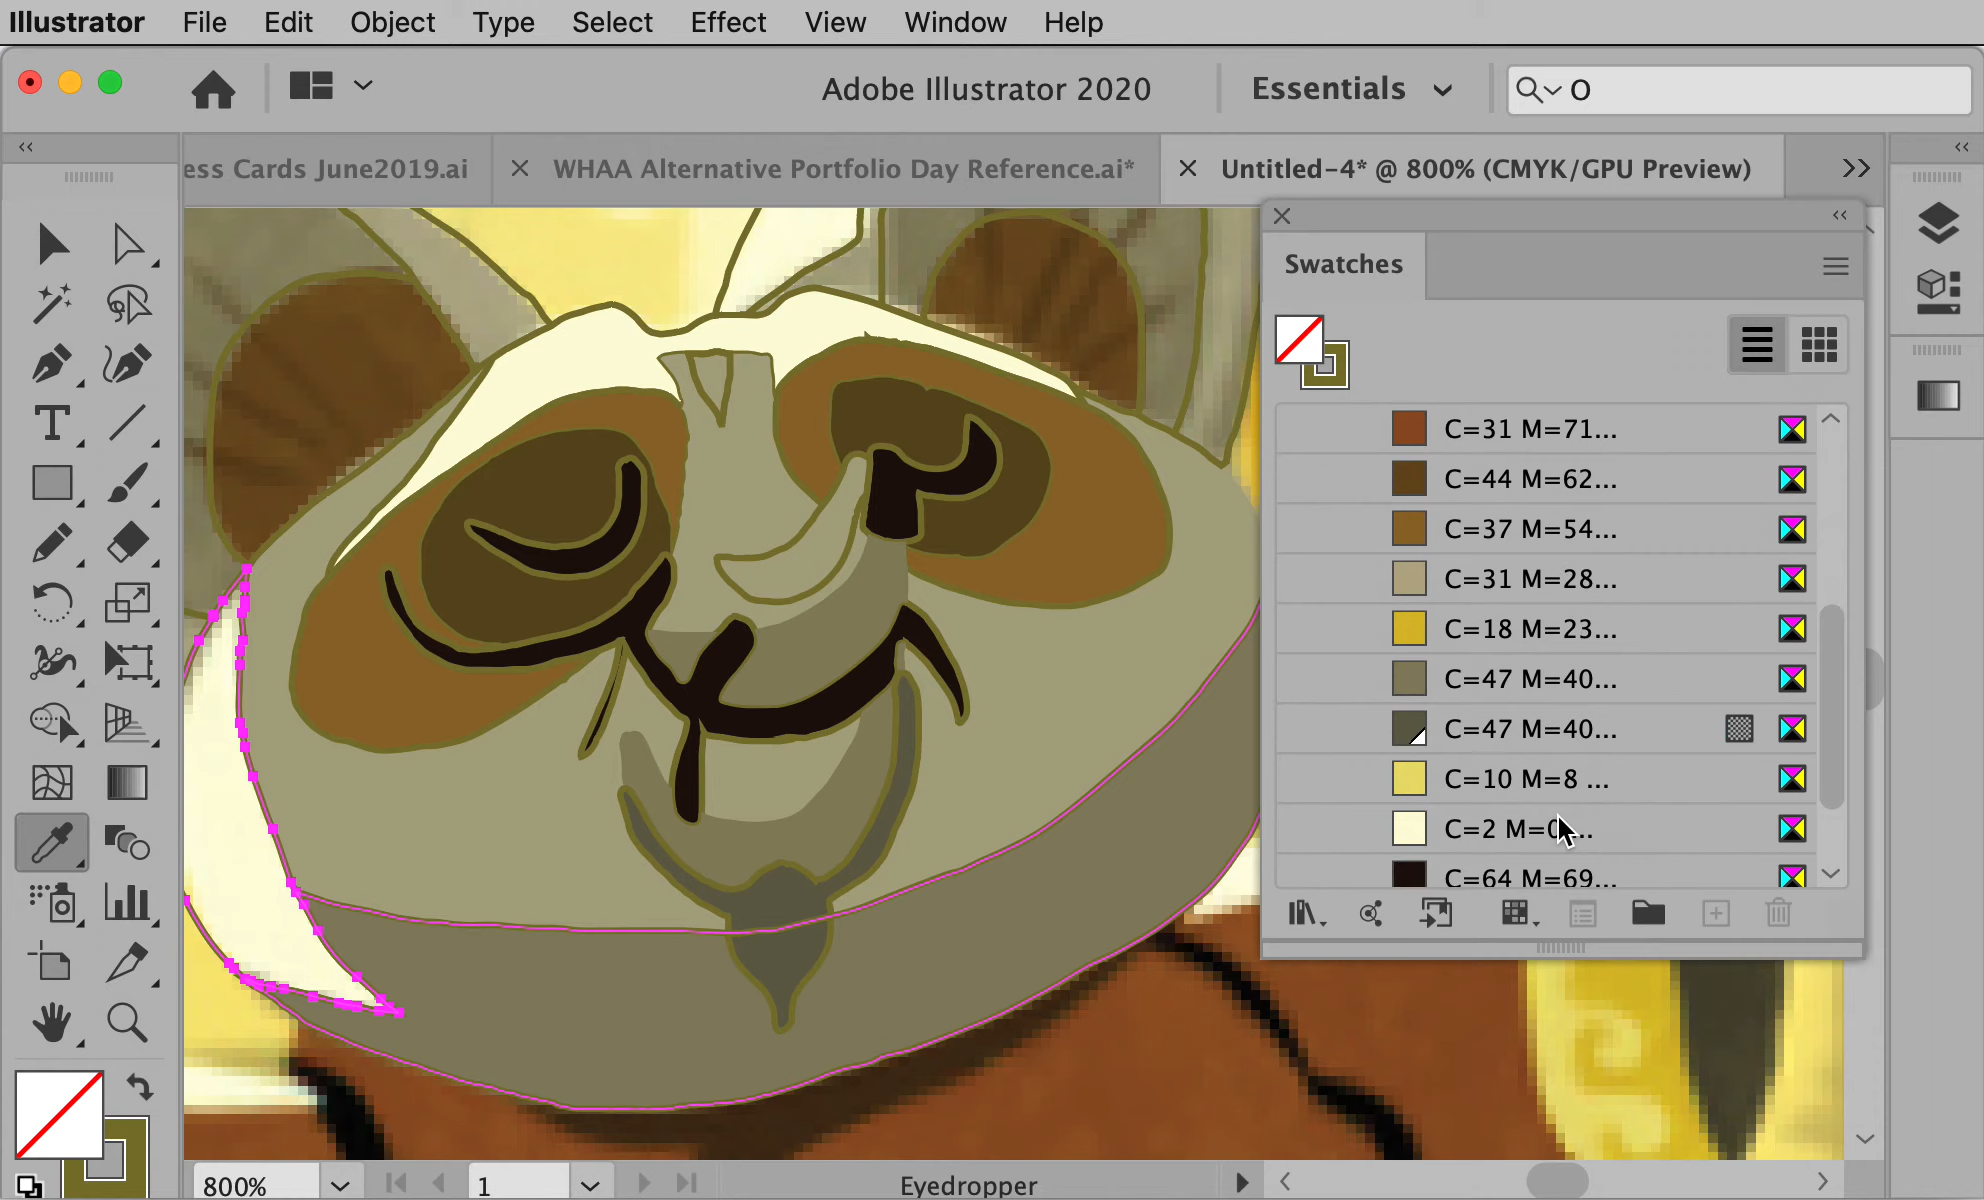 Illustrator File Edit Object Type Select Effect View Window Help
Adobe Illustrator 2020 Essentials O
ess Cards June2019.ai WHAA Alternative Portfolio Day Reference.ai* Untitled-4* @ 800% (CMYK/GPU Preview)
Swatches
C=31 M=71...
C=44 M=62...
C=37 M=54...
C=31 M=28...
C=18 M=23...
C=47 M=40...
C=47 M=40...
C=10 M=8 ...
C=2 M=0 ...
C=64 M=69...
800% 1 Eyedropper